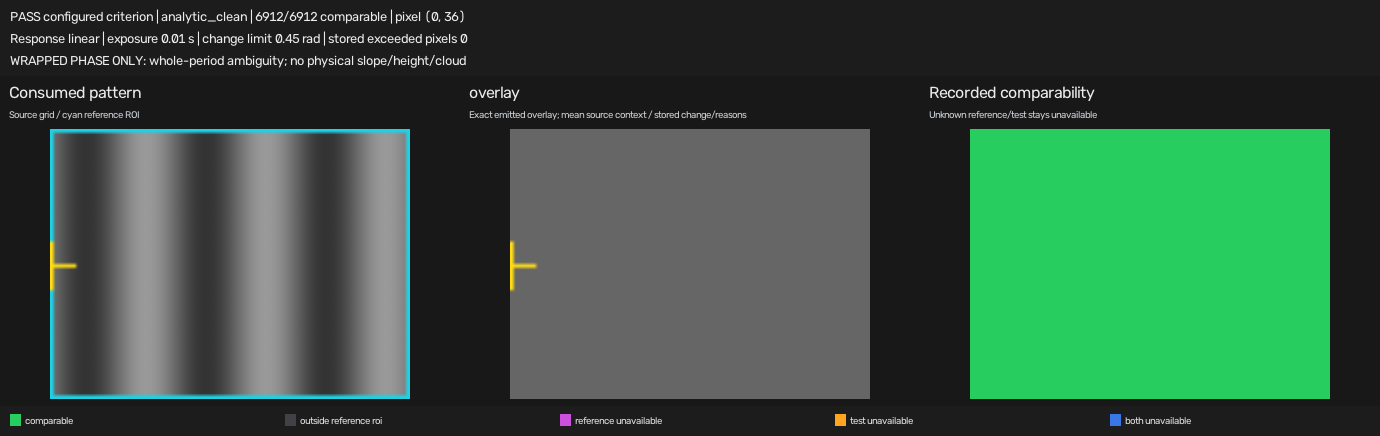 PASS configured criterion | analytic_clean | 6912/6912 comparable | pixel (0, 36)
Response linear | exposure 0.01 s | change limit 0.45 rad | stored exceeded pixels 0
WRAPPED PHASE ONLY: whole-period ambiguity; no physical slope/height/cloud
Consumed pattern
Source grid / cyan reference ROI
overlay
Exact emitted overlay; mean source context / stored change/reasons
Recorded comparability
Unknown reference/test stays unavailable
comparable
outside reference roi
reference unavailable
test unavailable
both unavailable